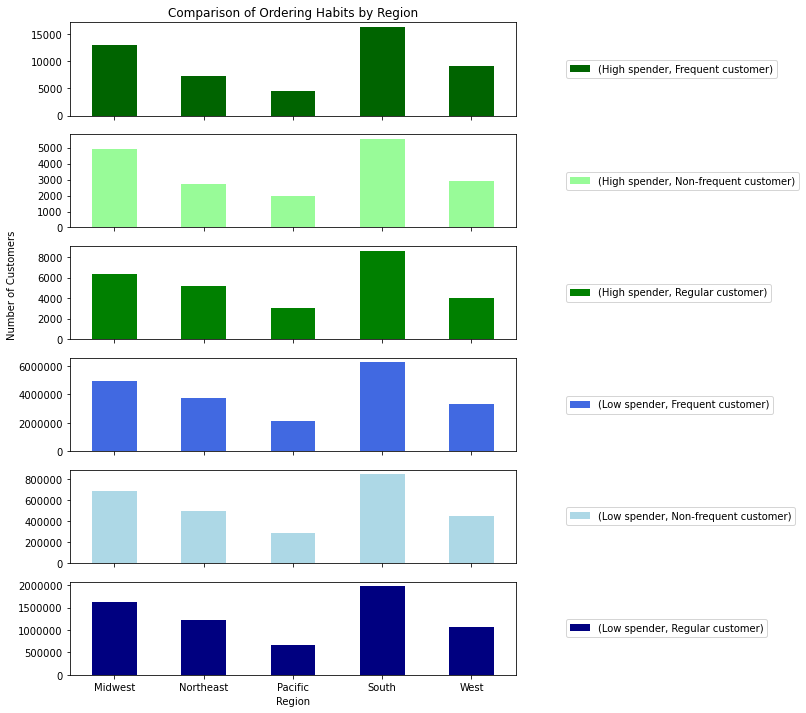 Comparison of Ordering Habits by Region
15000
10000
5000
0
(High spender, Frequent customer)
5000
4000
3000
2000
1000
0
(High spender, Non-frequent customer)
8000
6000
4000
2000
0
(High spender, Regular customer)
Number of Customers
6000000
4000000
2000000
0
(Low spender, Frequent customer)
800000
600000
400000
200000
0
(Low spender, Non-frequent customer)
2000000
1500000
1000000
500000
0
(Low spender, Regular customer)
Midwest Northeast Pacific South West
Region